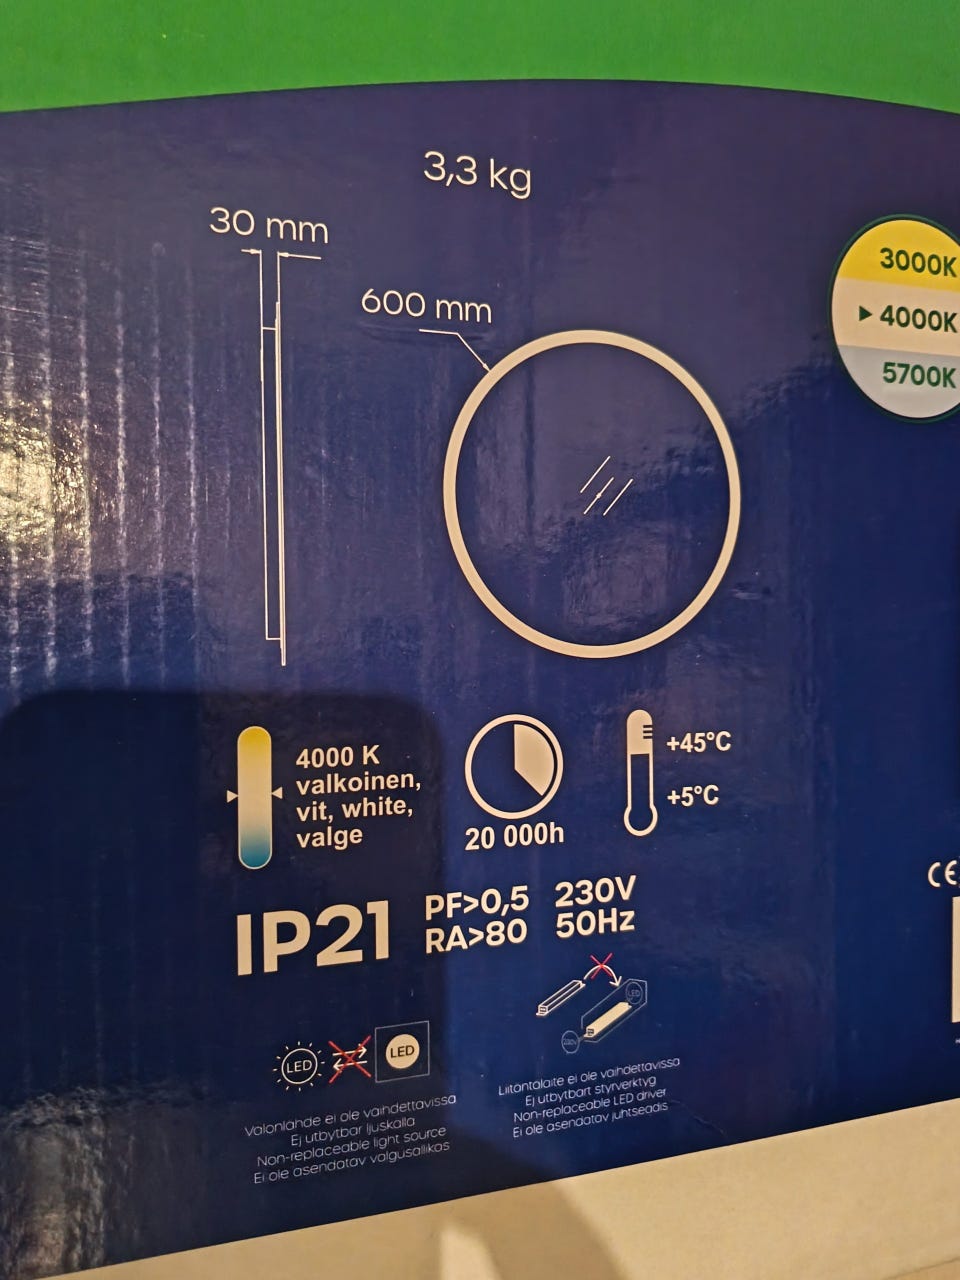 3,3 kg
30 mm
600 mm
3000K
▶ 4000K
5700K
4000 K
valkoinen,
vit, white,
valge
20 000h
+45°C
+5°C
IP21
PF>0,5
RA>80
230V
50Hz
CE
LED
LED
LED
230V
Valonlähde ei ole vaihdettavissa
Ej utbytbar ljuskälla
Non-replaceable light source
Ei ole asendatav valgusallikas
Liitäntälaite ei ole vaihdettavissa
Ej utbytbart styrverktyg
Non-replaceable LED driver
Ei ole asendatav juhtseadis